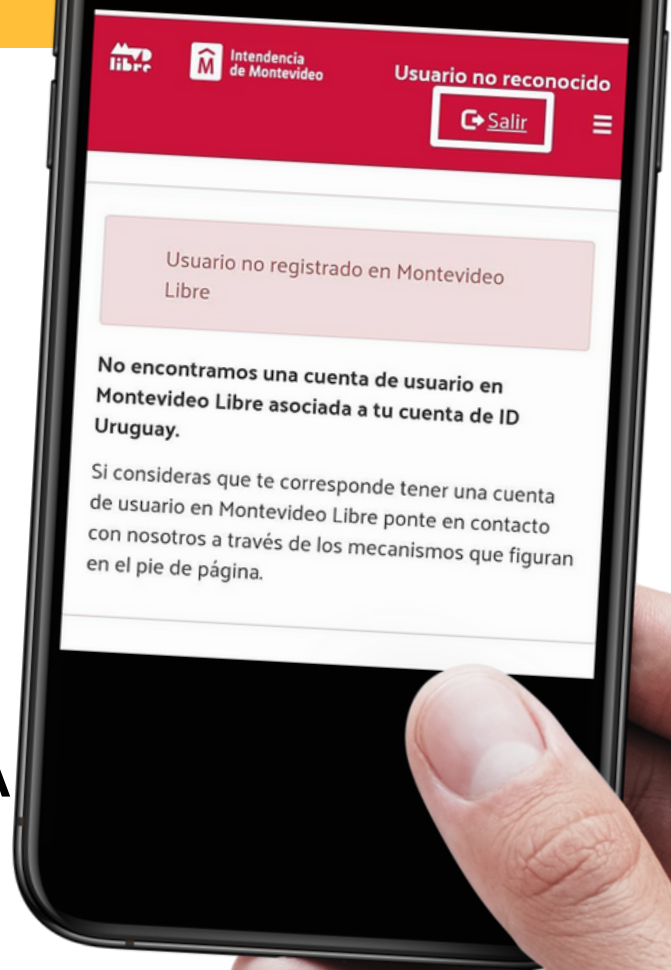 MVD
libre
Intendencia
de Montevideo
Usuario no reconocido
Salir
Usuario no registrado en Montevideo
Libre
No encontramos una cuenta de usuario en
Montevideo Libre asociada a tu cuenta de ID
Uruguay.
Si consideras que te corresponde tener una cuenta
de usuario en Montevideo Libre ponte en contacto
con nosotros a través de los mecanismos que figuran
en el pie de página.
A